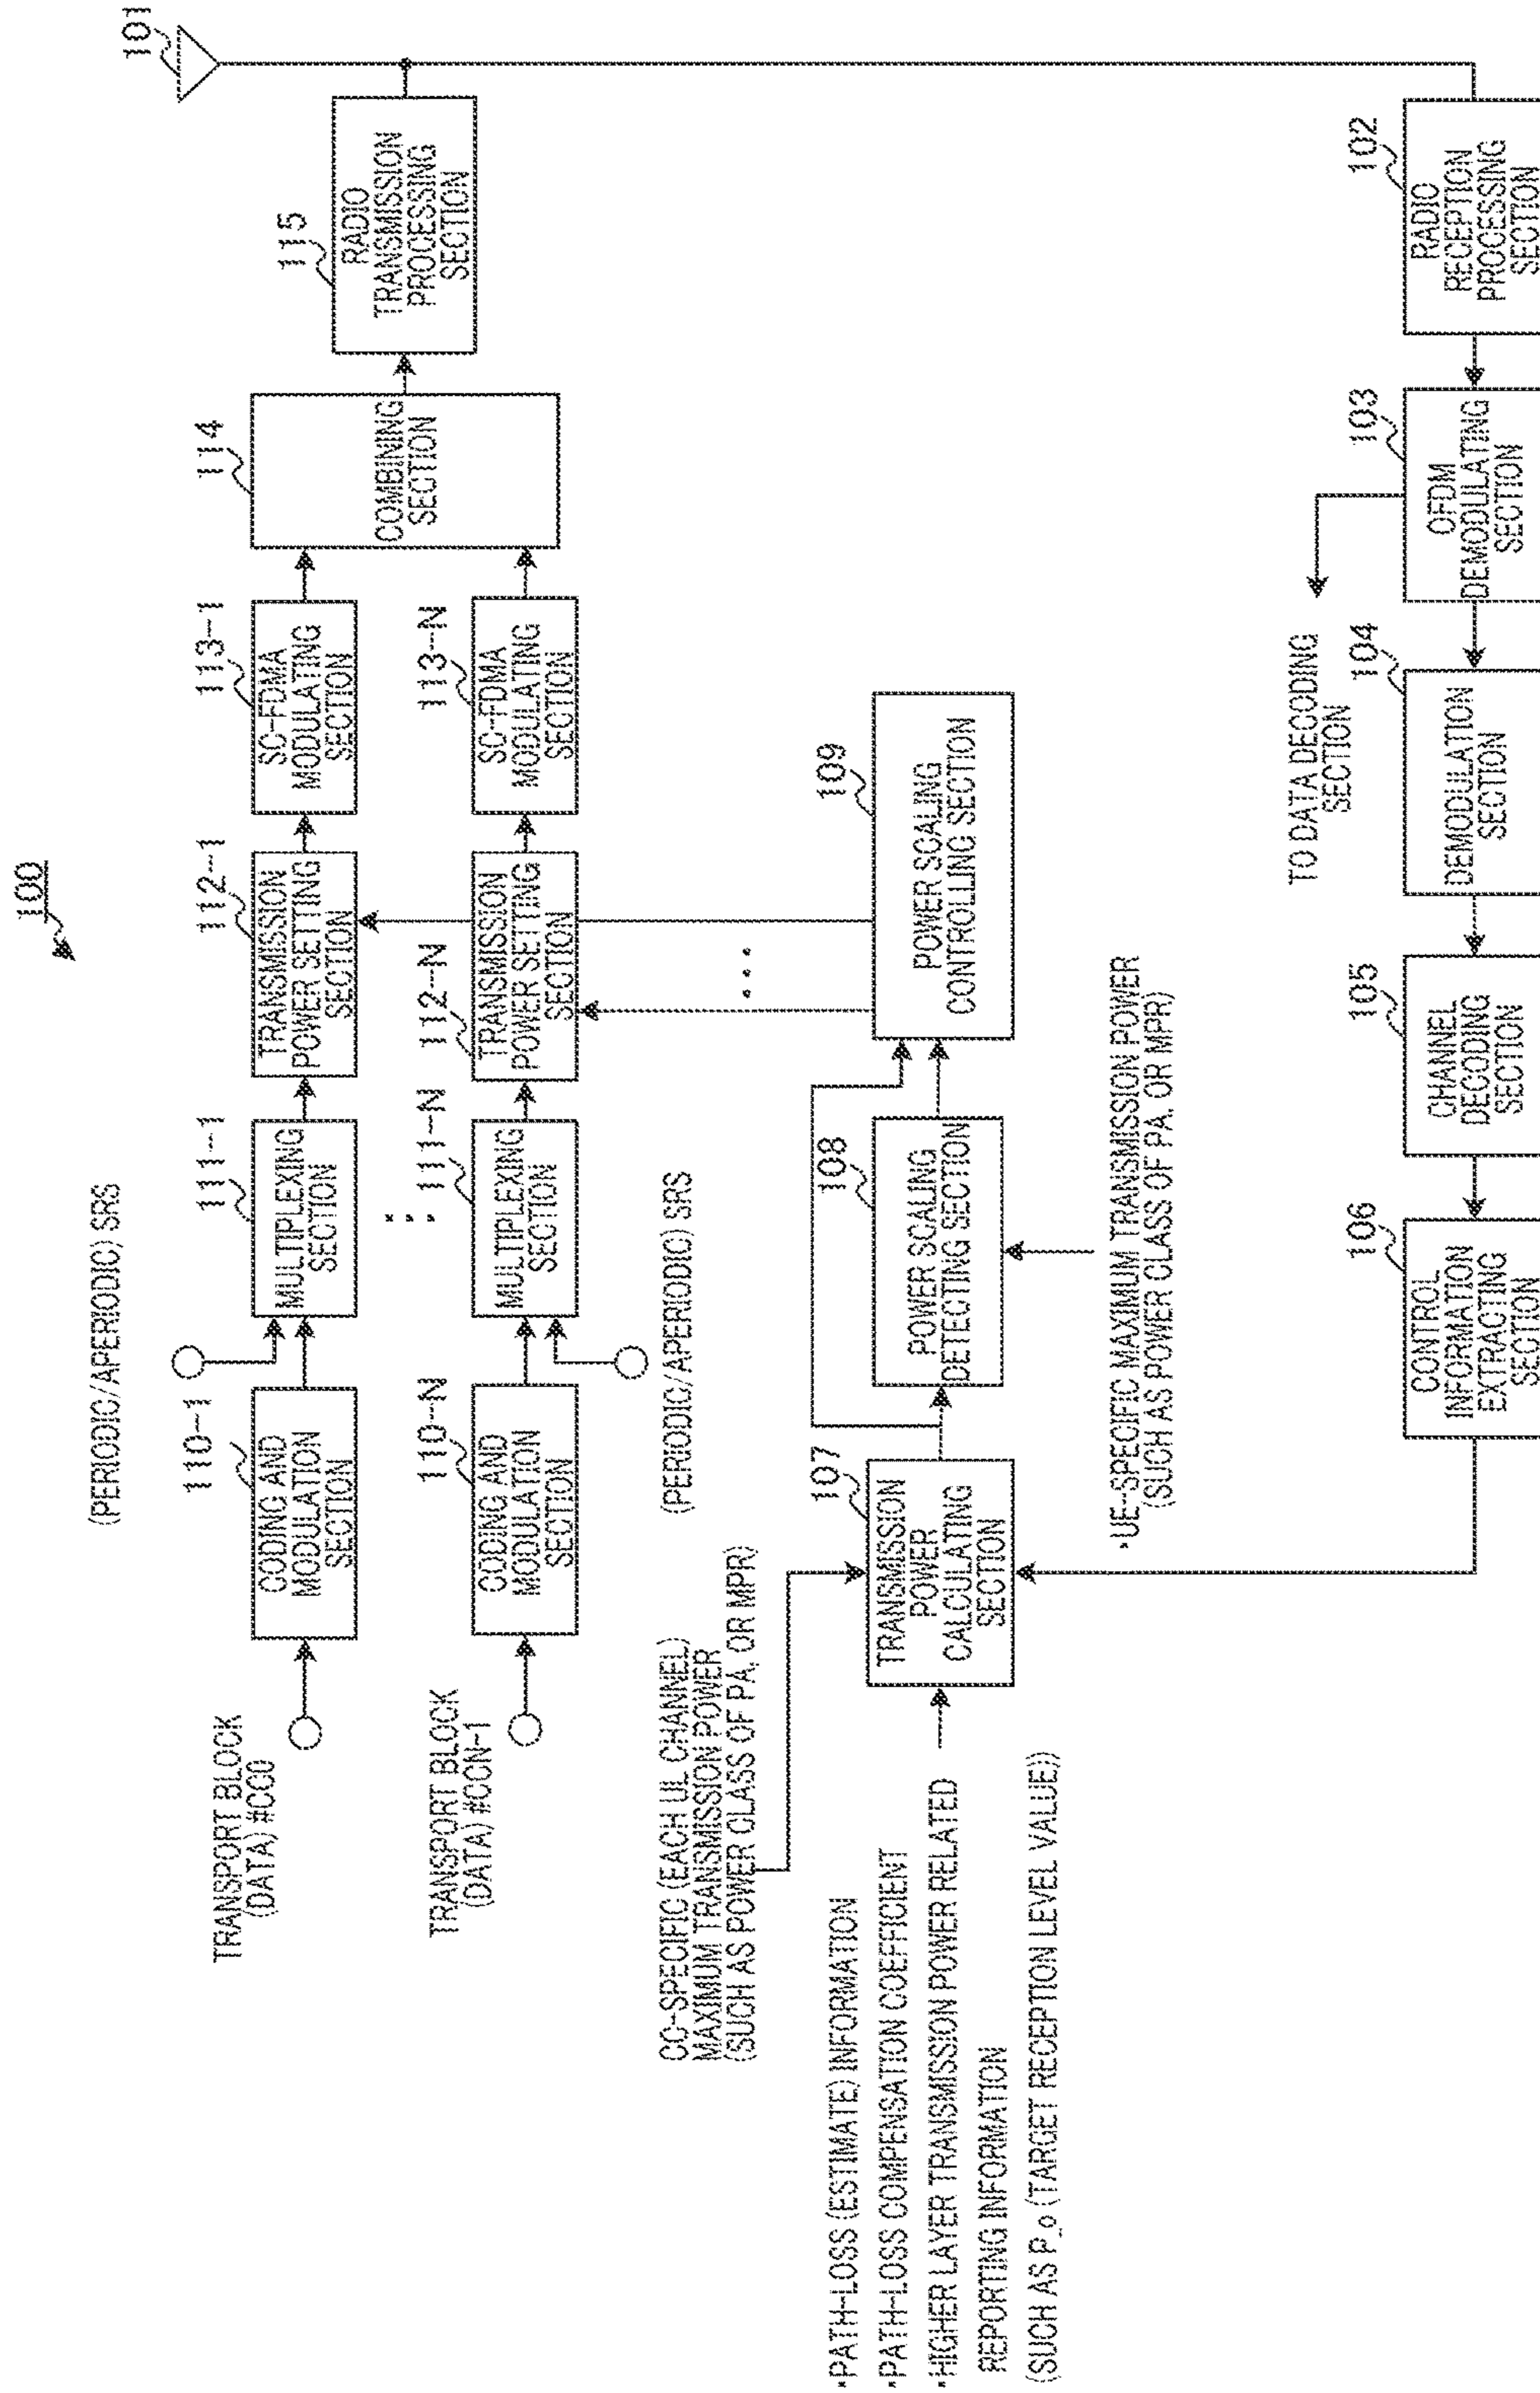 100
101
(PERIODIC/APERIODIC) SRS
TRANSPORT BLOCK
(DATA) #CC0
110-1
CODING AND
MODULATION
SECTION
111-1
MULTIPLEXING
SECTION
112-1
TRANSMISSION
POWER SETTING
SECTION
113-1
SC-FDMA
MODULATING
SECTION
114
COMBINING
SECTION
115
RADIO
TRANSMISSION
PROCESSING
SECTION
TRANSPORT BLOCK
(DATA) #CCN-1
110-N
CODING AND
MODULATION
SECTION
111-N
MULTIPLEXING
SECTION
112-N
TRANSMISSION
POWER SETTING
SECTION
113-N
SC-FDMA
MODULATING
SECTION
(PERIODIC/APERIODIC) SRS
CC-SPECIFIC (EACH UL CHANNEL)
MAXIMUM TRANSMISSION POWER
(SUCH AS POWER CLASS OF PA, OR MPR)
•PATH-LOSS (ESTIMATE) INFORMATION
•PATH-LOSS COMPENSATION COEFFICIENT
•HIGHER LAYER TRANSMISSION POWER RELATED
REPORTING INFORMATION
(SUCH AS P_o (TARGET RECEPTION LEVEL VALUE))
107
TRANSMISSION
POWER
CALCULATING
SECTION
108
POWER SCALING
DETECTING SECTION
109
POWER SCALING
CONTROLLING SECTION
•UE-SPECIFIC MAXIMUM TRANSMISSION POWER
(SUCH AS POWER CLASS OF PA, OR MPR)
TO DATA DECODING
SECTION
106
CONTROL
INFORMATION
EXTRACTING
SECTION
105
CHANNEL
DECODING
SECTION
104
DEMODULATION
SECTION
103
OFDM
DEMODULATING
SECTION
102
RADIO
RECEPTION
PROCESSING
SECTION